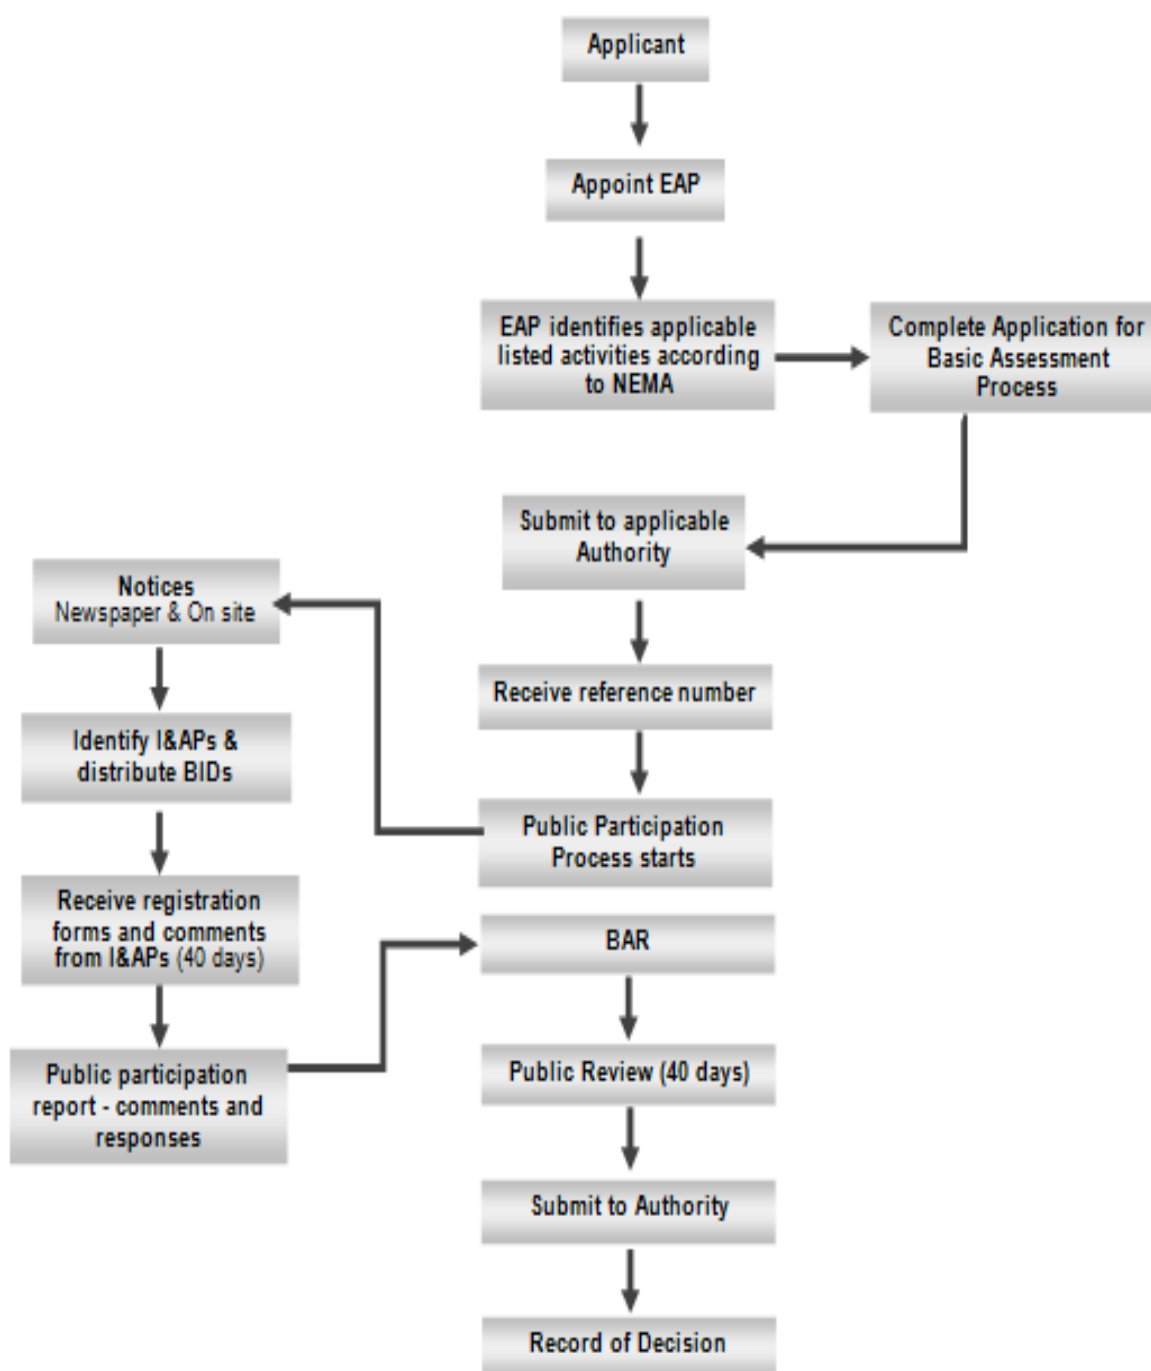 Applicant
Appoint EAP
EAP identifies applicable
listed activities according
to NEMA
Complete Application for
Basic Assessment
Process
Submit to applicable
Authority
Receive reference number
Public Participation
Process starts
Notices
Newspaper & On site
Identify I&APs &
distribute BIDs
Receive registration
forms and comments
from I&APs (40 days)
Public participation
report - comments and
responses
BAR
Public Review (40 days)
Submit to Authority
Record of Decision